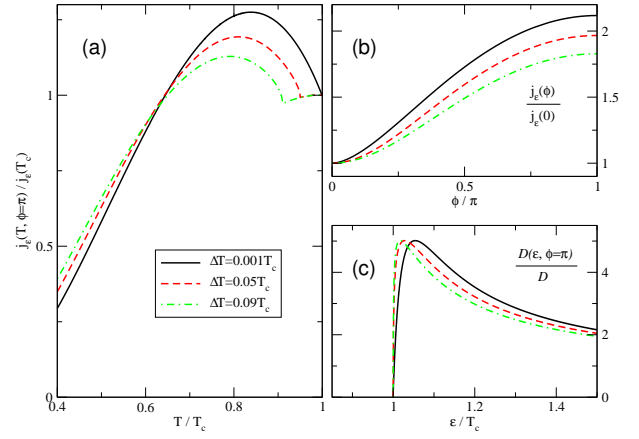 (a)
1
0.5
0
j_ε(T, ϕ=π) / j_ε(T_c)
ΔT=0.001T_c
ΔT=0.05T_c
ΔT=0.09T_c
0.4
0.6
0.8
1
T / T_c
(b)
j_ε(ϕ)
j_ε(0)
2
1.5
1
0
0.5
1
ϕ / π
(c)
D(ε, ϕ=π)
D
4
2
0
1
1.2
1.4
ε / T_c